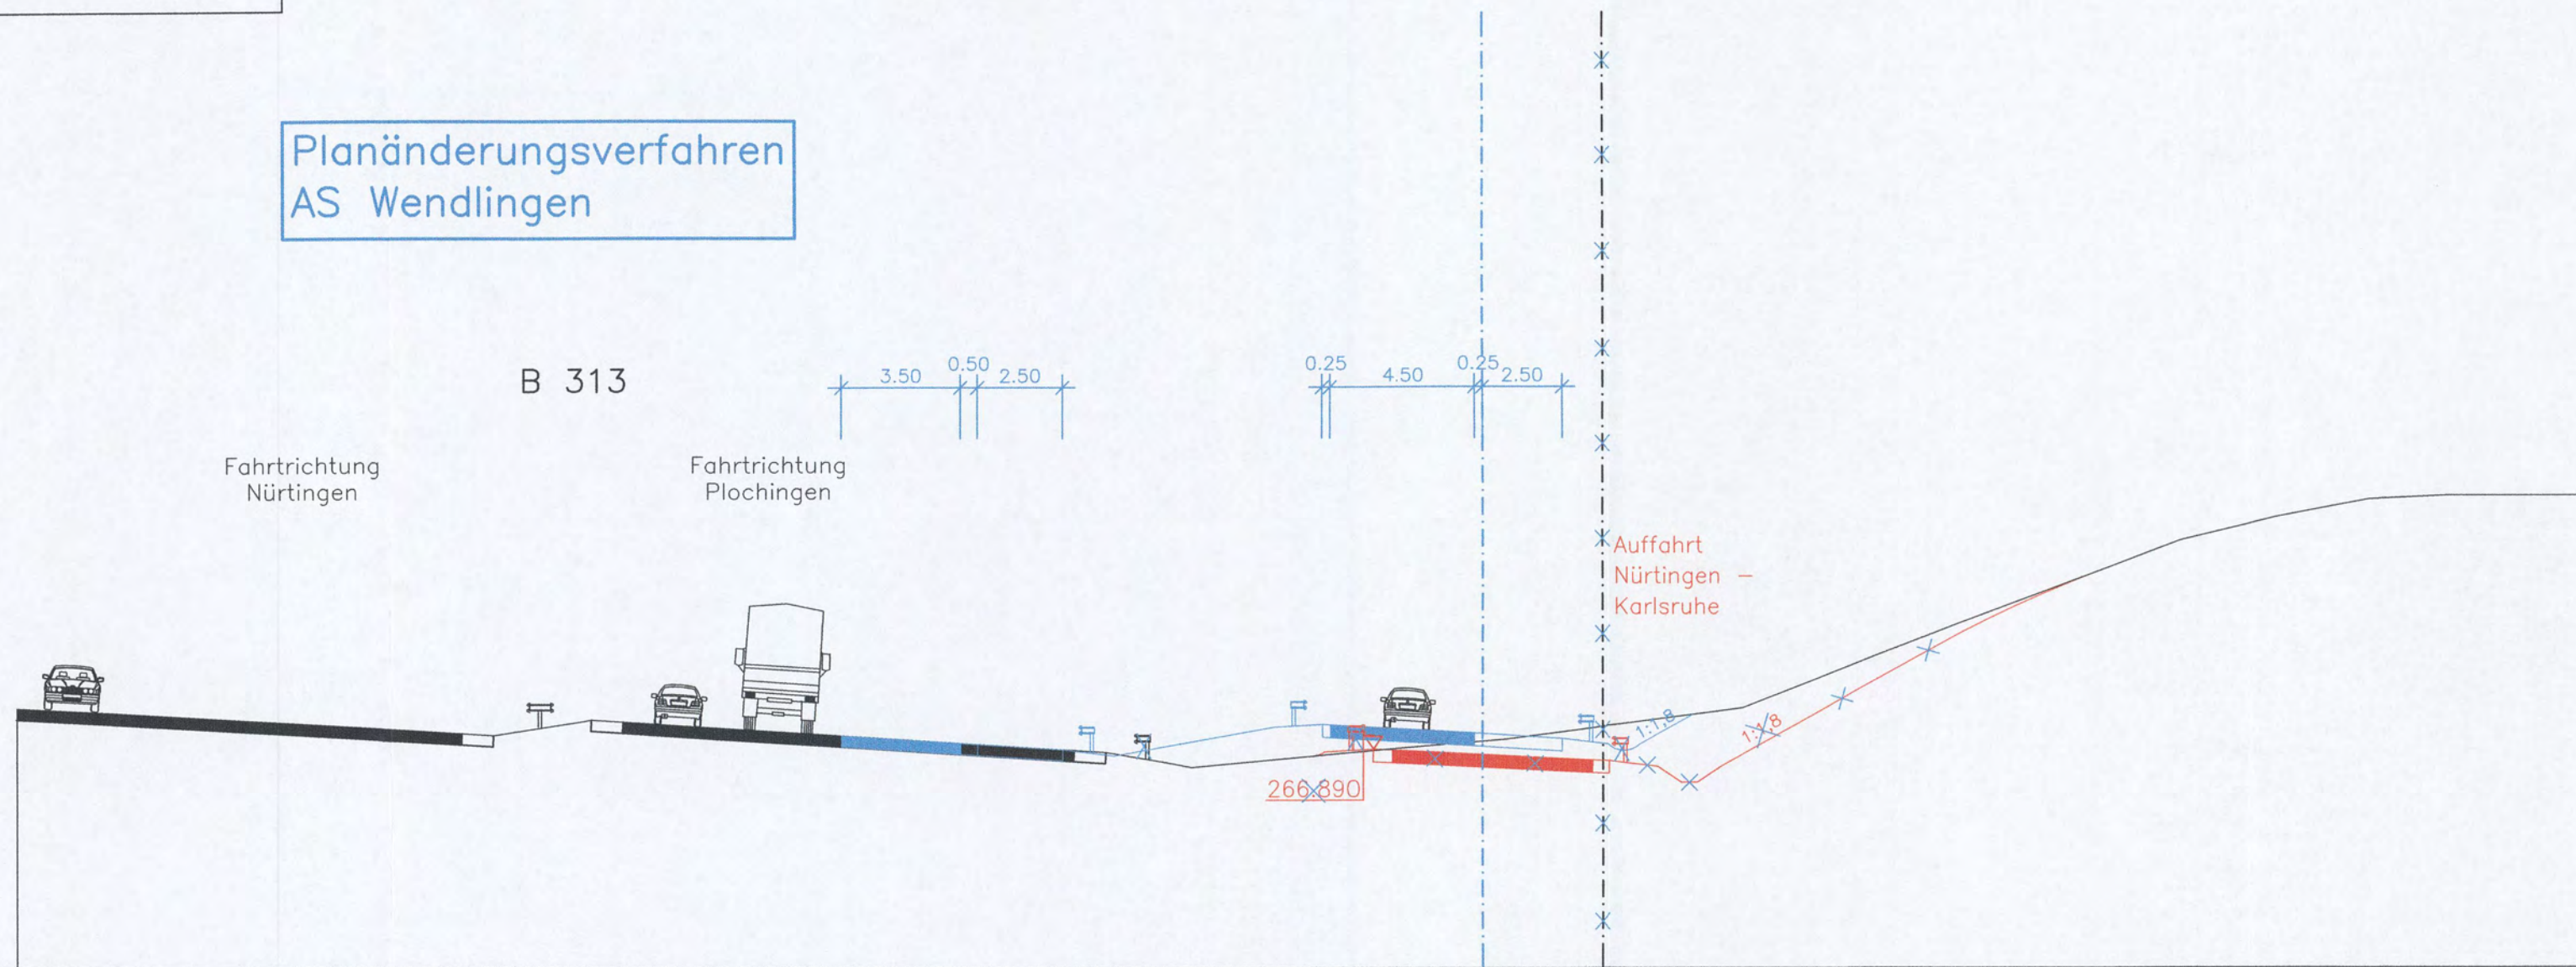 Planänderungsverfahren
AS Wendlingen
B 313
3.50 0.50 2.50
0.25 4.50 0.25 2.50
Fahrtrichtung
Nürtingen
Fahrtrichtung
Plochingen
Auffahrt
Nürtingen –
Karlsruhe
1:1,8
1:1,8
266.890